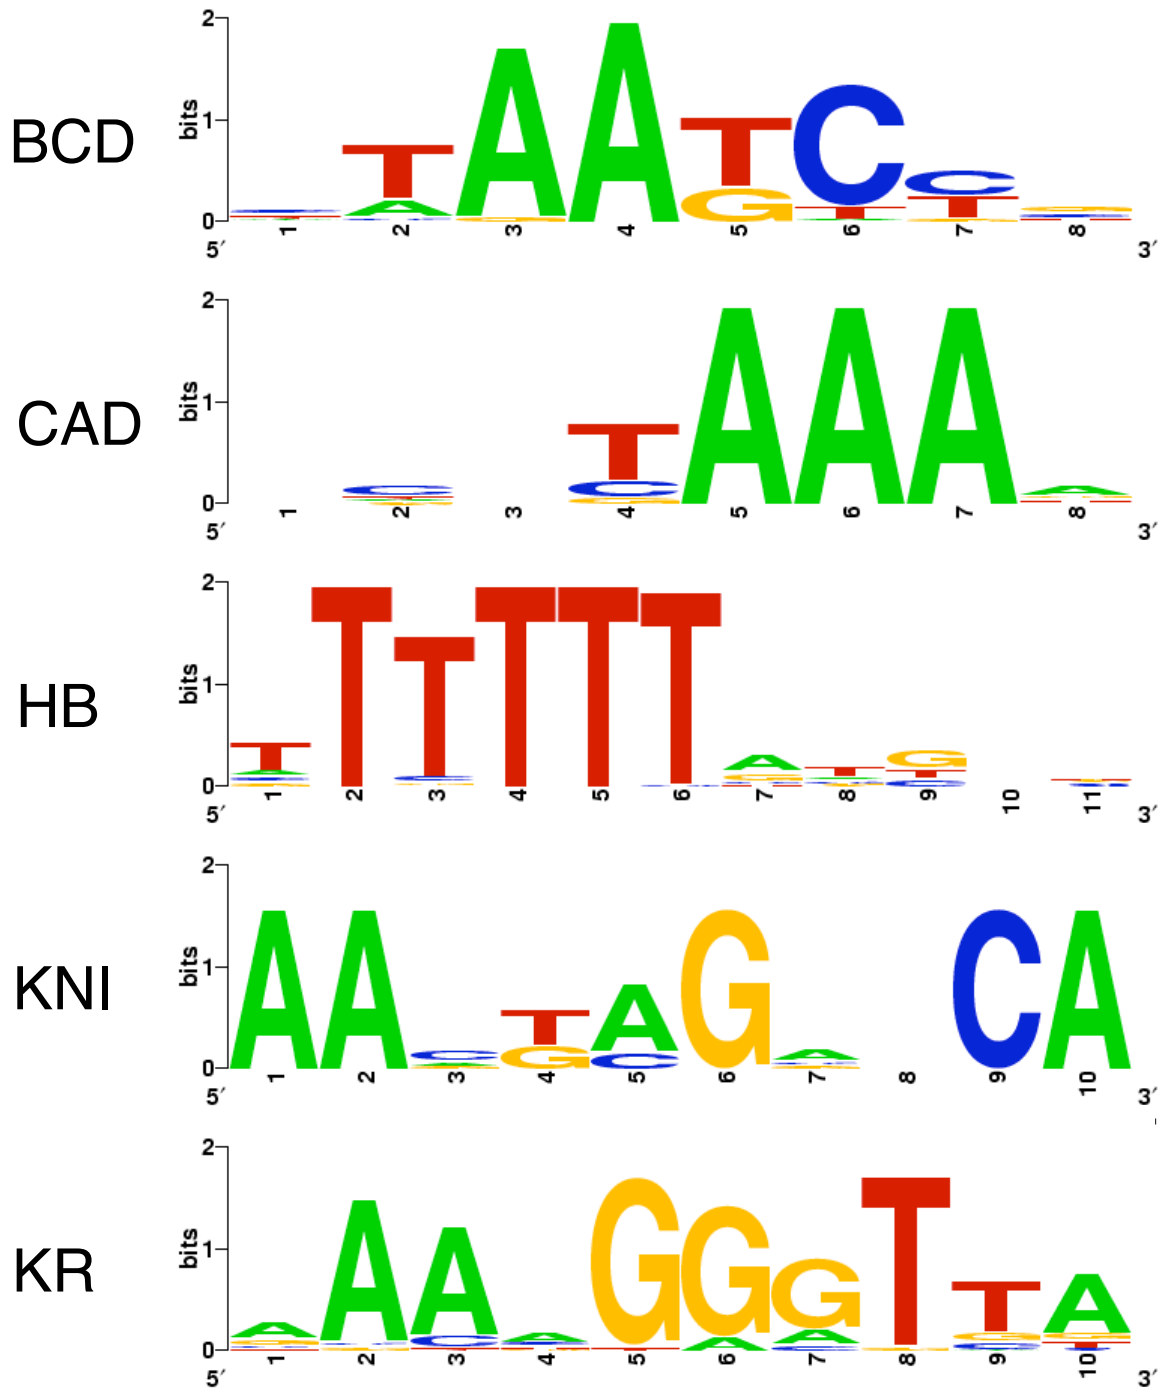 2
BCD
bits
1
T A A T C C
A G T T
0
1 2 3 4 5 6 7 8
5′ 3′
2
CAD
bits
1
T A A A
C C A
0
1 2 3 4 5 6 7 8
5′ 3′
2
HB
bits
1
T T T T T T A T G
0
1 2 3 4 5 6 7 8 9 10 11
5′ 3′
2
KNI
bits
1
A A C T A G A C A
G C
0
1 2 3 4 5 6 7 8 9 10
5′ 3′
2
KR
bits
1
A A A A G G G T T A
C A A G
0
1 2 3 4 5 6 7 8 9 10
5′ 3′